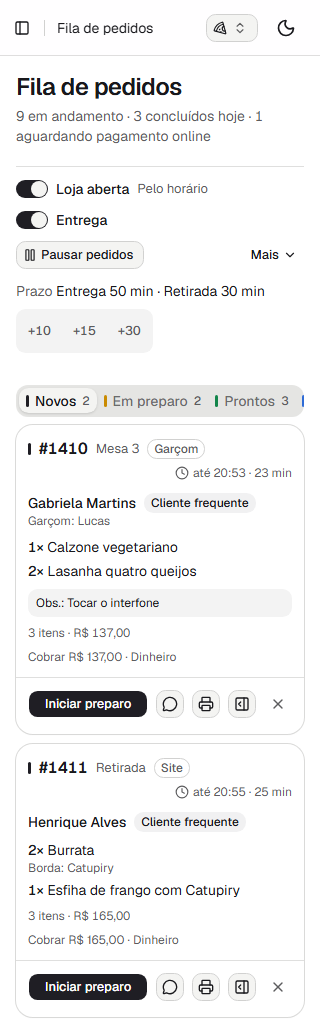 Fila de pedidos
Fila de pedidos
9 em andamento · 3 concluídos hoje · 1
aguardando pagamento online
Loja aberta Pelo horário
Entrega
Pausar pedidos Mais
Prazo Entrega 50 min · Retirada 30 min
+10 +15 +30
Novos 2 Em preparo 2 Prontos 3
#1410 Mesa 3 Garçom
até 20:53 · 23 min
Gabriela Martins Cliente frequente
Garçom: Lucas
1× Calzone vegetariano
2× Lasanha quatro queijos
Obs.: Tocar o interfone
3 itens · R$ 137,00
Cobrar R$ 137,00 · Dinheiro
Iniciar preparo
#1411 Retirada Site
até 20:55 · 25 min
Henrique Alves Cliente frequente
2× Burrata
Borda: Catupiry
1× Esfiha de frango com Catupiry
3 itens · R$ 165,00
Cobrar R$ 165,00 · Dinheiro
Iniciar preparo